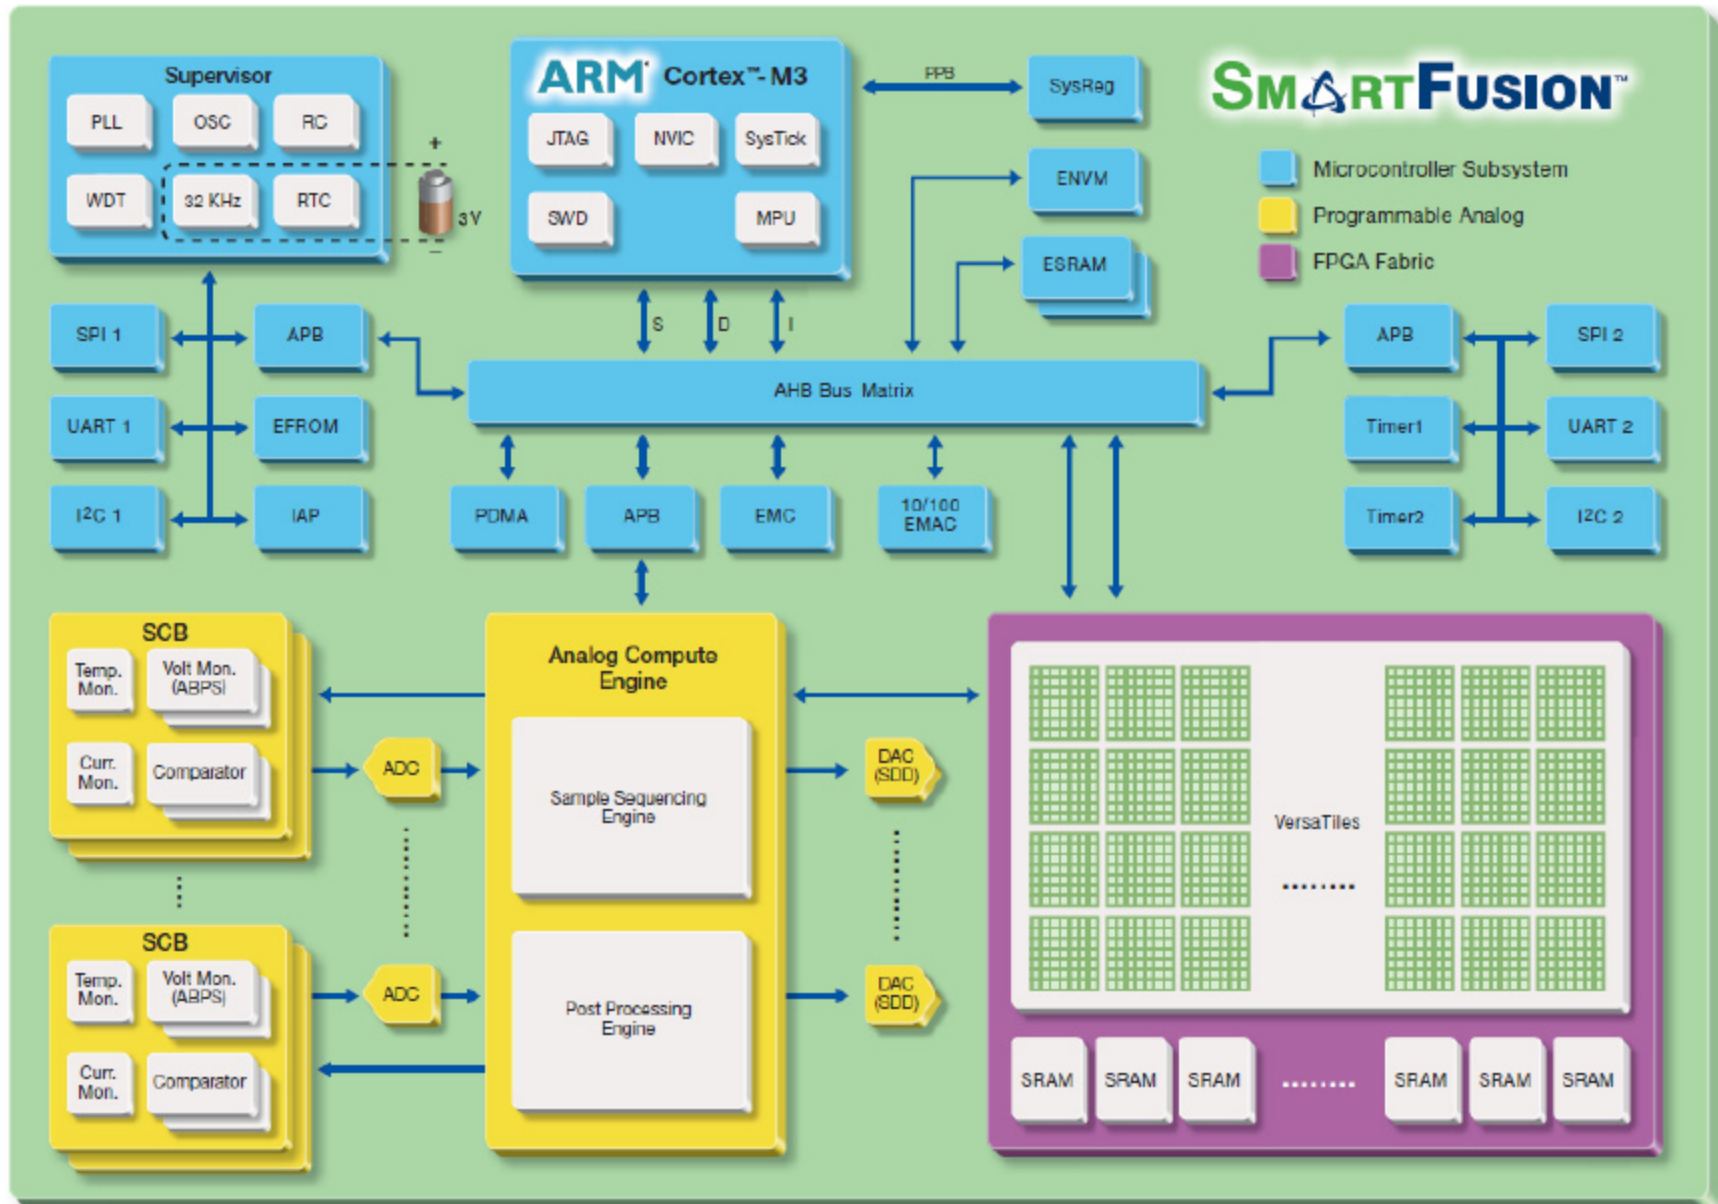 Supervisor
PLL
OSC
RC
WDT
32 KHz
RTC
+
3V
–
ARM® Cortex™-M3
JTAG
NVIC
SysTick
SWD
MPU
PPB
SysReg
ENVM
ESRAM
SMARTFUSION™
Microcontroller Subsystem
Programmable Analog
FPGA Fabric
S
D
I
SPI 1
APB
UART 1
EFROM
I²C 1
IAP
AHB Bus Matrix
APB
SPI 2
Timer1
UART 2
Timer2
I²C 2
PDMA
APB
EMC
10/100
EMAC
SCB
Temp.
Mon.
Volt Mon.
(ABPS)
Curr.
Mon.
Comparator
ADC
Analog Compute
Engine
Sample Sequencing
Engine
Post Processing
Engine
DAC
(SDD)
SCB
Temp.
Mon.
Volt Mon.
(ABPS)
Curr.
Mon.
Comparator
ADC
DAC
(SDD)
VersaTiles
SRAM
SRAM
SRAM
SRAM
SRAM
SRAM